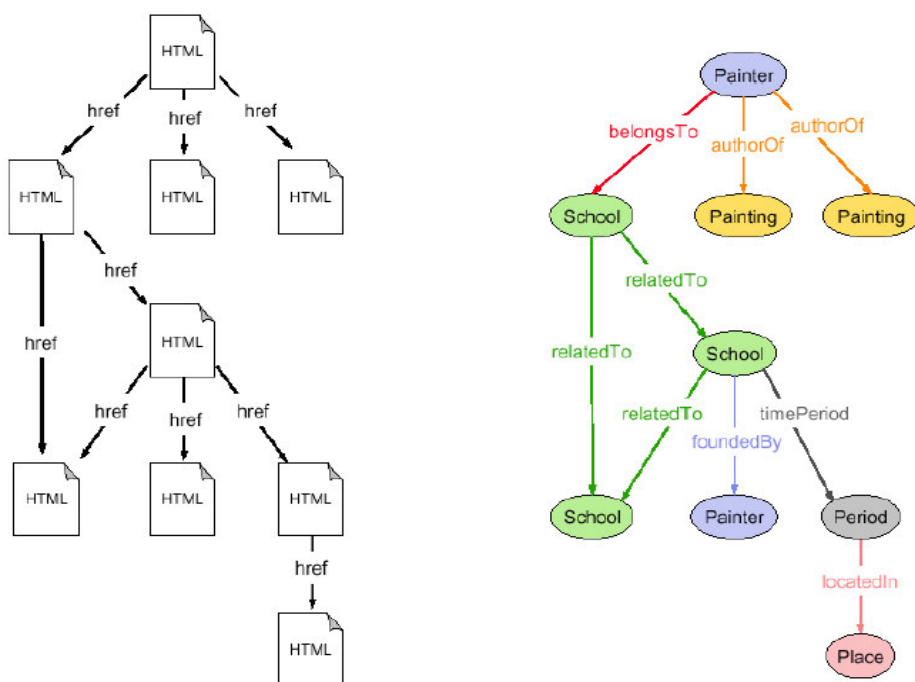 HTML
href
href
href
HTML
HTML
HTML
href
href
HTML
href
href
href
HTML
HTML
HTML
href
HTML
Painter
belongsTo
authorOf
authorOf
School
Painting
Painting
relatedTo
relatedTo
School
relatedTo
timePeriod
foundedBy
School
Painter
Period
locatedIn
Place